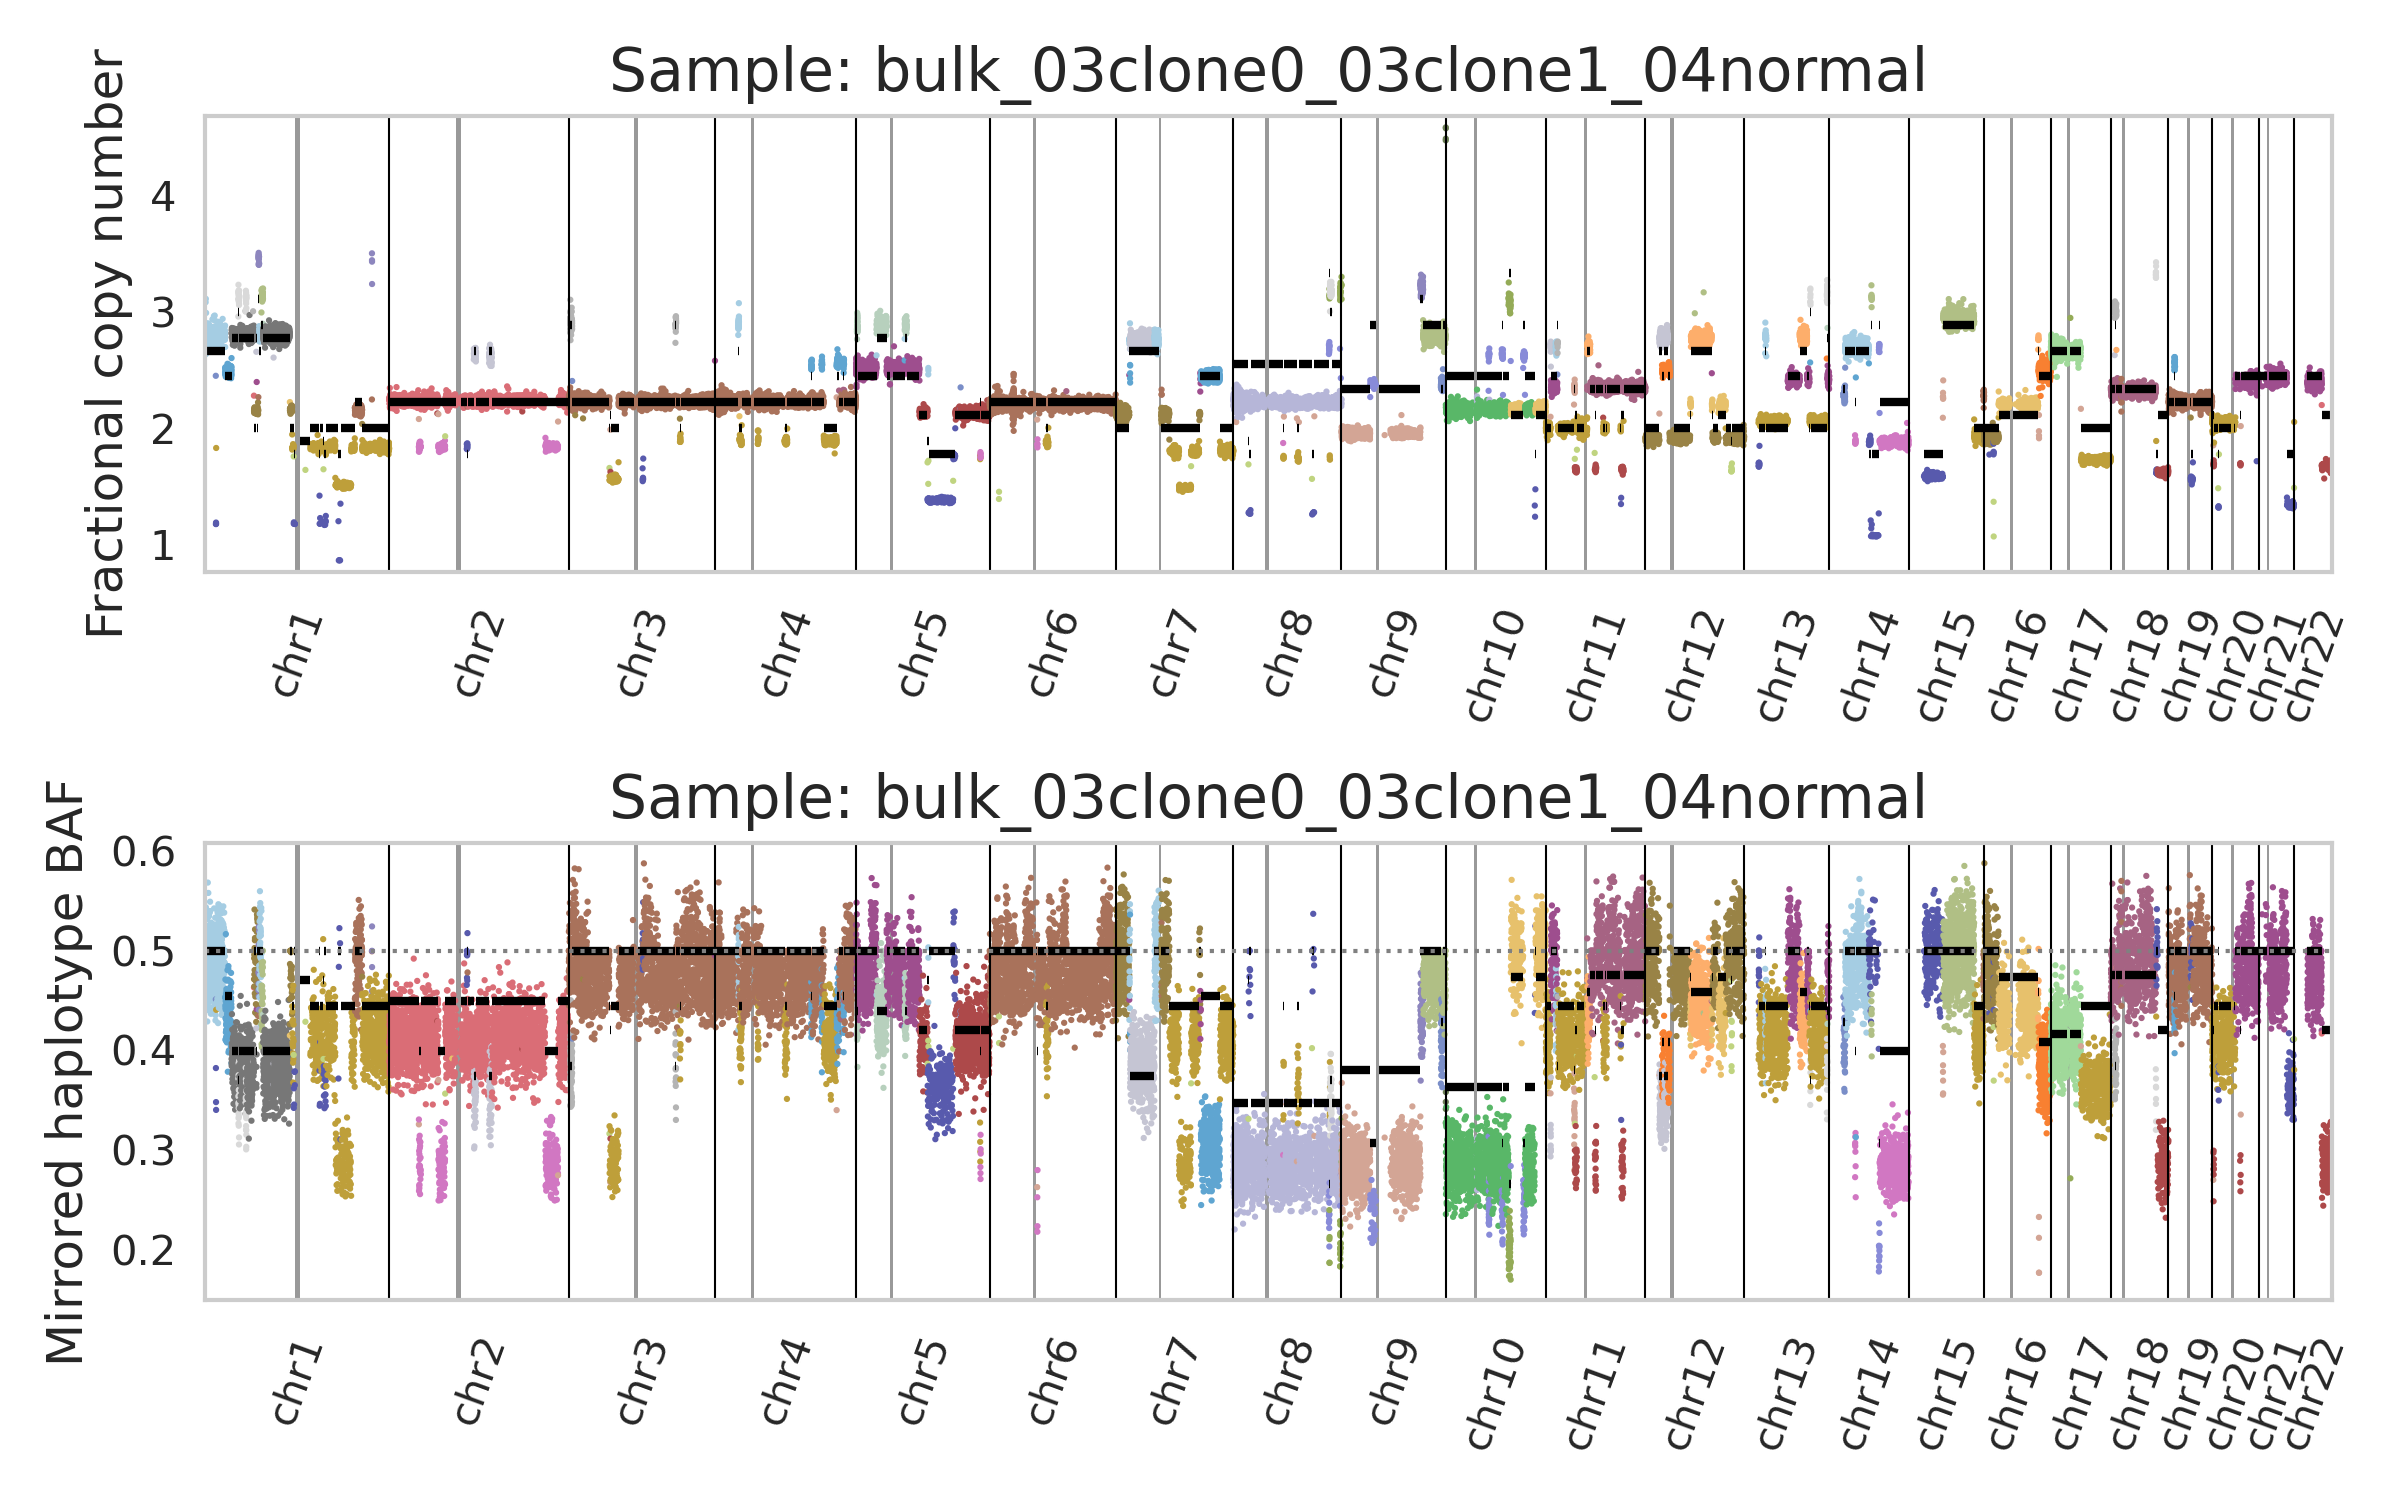 Sample: bulk_03clone0_03clone1_04normal
Fractional copy number
4
3
2
1
chr1 chr2 chr3 chr4 chr5 chr6 chr7 chr8 chr9 chr10 chr11 chr12 chr13 chr14 chr15 chr16 chr17 chr18 chr19 chr20 chr21 chr22
Sample: bulk_03clone0_03clone1_04normal
Mirrored haplotype BAF
0.6
0.5
0.4
0.3
0.2
chr1 chr2 chr3 chr4 chr5 chr6 chr7 chr8 chr9 chr10 chr11 chr12 chr13 chr14 chr15 chr16 chr17 chr18 chr19 chr20 chr21 chr22